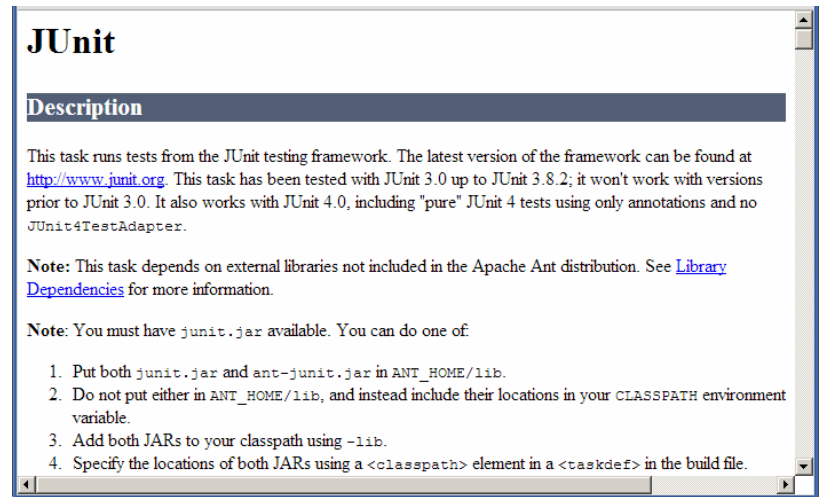 JUnit
Description
This task runs tests from the JUnit testing framework. The latest version of the framework can be found at
http://www.junit.org. This task has been tested with JUnit 3.0 up to JUnit 3.8.2; it won't work with versions
prior to JUnit 3.0. It also works with JUnit 4.0, including "pure" JUnit 4 tests using only annotations and no
JUnit4TestAdapter.
Note: This task depends on external libraries not included in the Apache Ant distribution. See Library
Dependencies for more information.
Note: You must have junit.jar available. You can do one of:
1. Put both junit.jar and ant-junit.jar in ANT_HOME/lib.
2. Do not put either in ANT_HOME/lib, and instead include their locations in your CLASSPATH environment
variable.
3. Add both JARs to your classpath using -lib.
4. Specify the locations of both JARs using a <classpath> element in a <taskdef> in the build file.